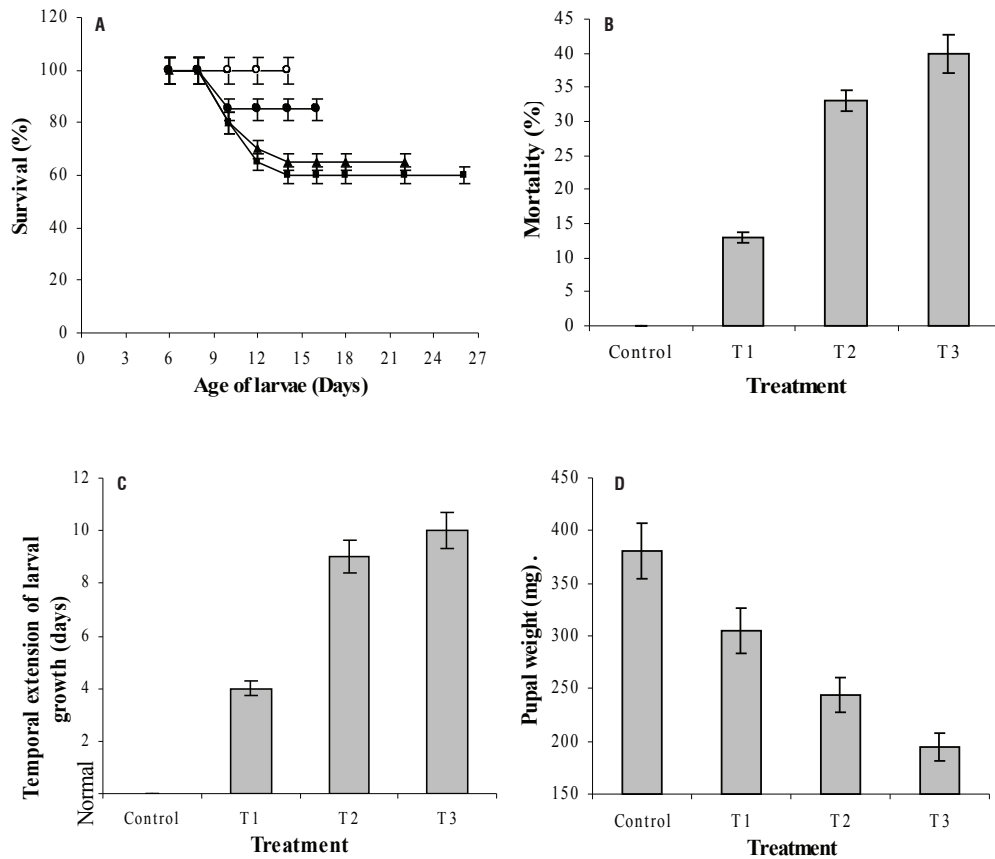 A
Survival (%)
120
100
80
60
40
20
0
0 3 6 9 12 15 18 21 24 27
Age of larvae (Days)
B
Mortality (%)
45
40
35
30
25
20
15
10
5
0
Control T1 T2 T3
Treatment
C
Temporal extension of larval
growth (days)
12
10
8
6
4
2
Normal
Control T1 T2 T3
Treatment
D
Pupal weight (mg) .
450
400
350
300
250
200
150
Control T1 T2 T3
Treatment